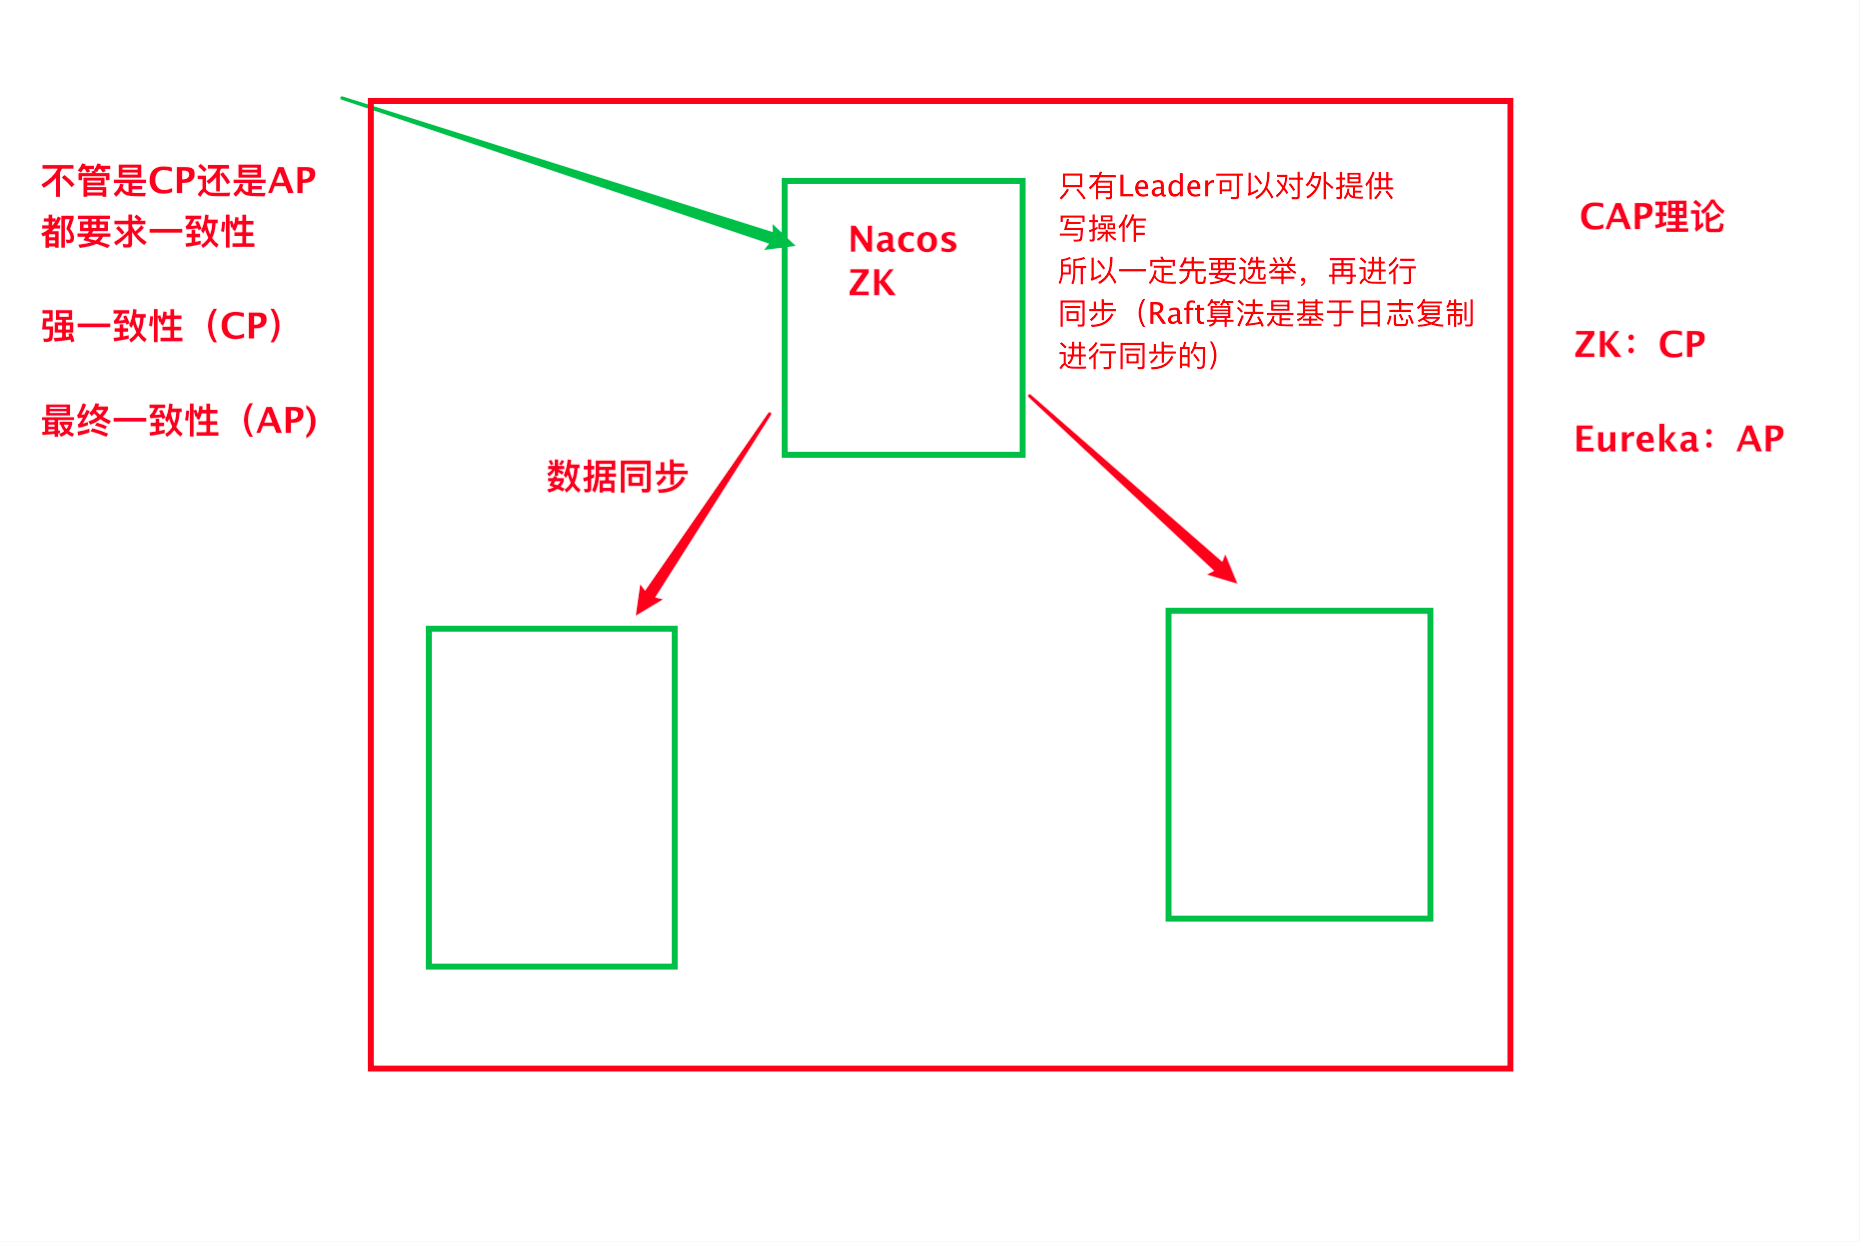 不管是CP还是AP
都要求一致性
强一致性（CP）
最终一致性（AP)
数据同步
Nacos
ZK
只有Leader可以对外提供
写操作
所以一定先要选举，再进行
同步（Raft算法是基于日志复制
进行同步的）
CAP理论
ZK：CP
Eureka：AP